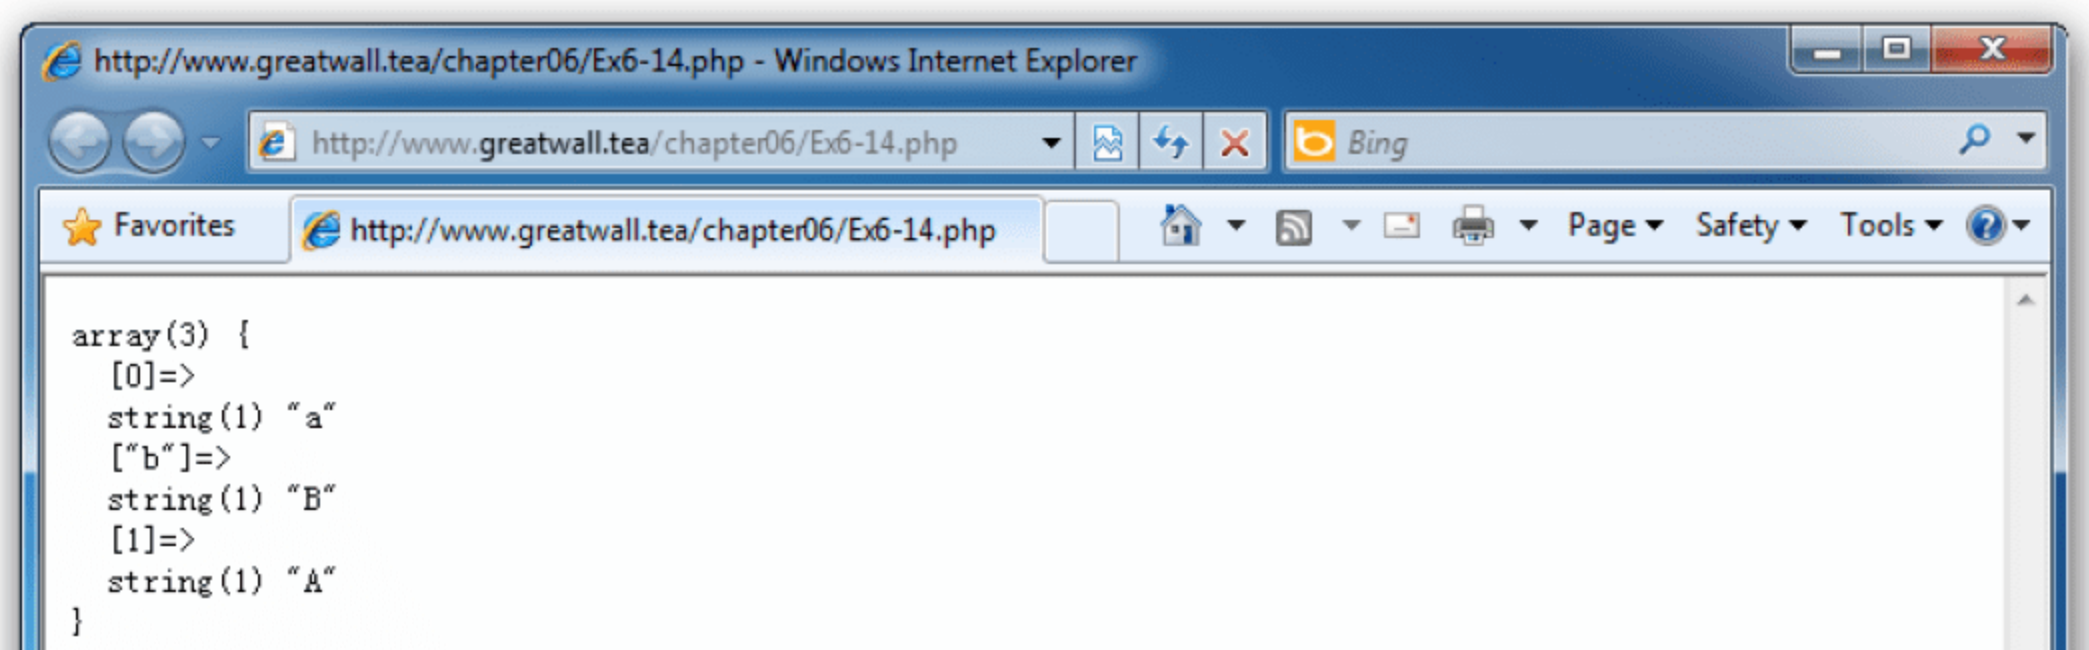 http://www.greatwall.tea/chapter06/Ex6-14.php - Windows Internet Explorer
http://www.greatwall.tea/chapter06/Ex6-14.php Bing
Favorites http://www.greatwall.tea/chapter06/Ex6-14.php Page Safety Tools
array(3) {
  [0]=>
  string(1) "a"
  ["b"]=>
  string(1) "B"
  [1]=>
  string(1) "A"
}